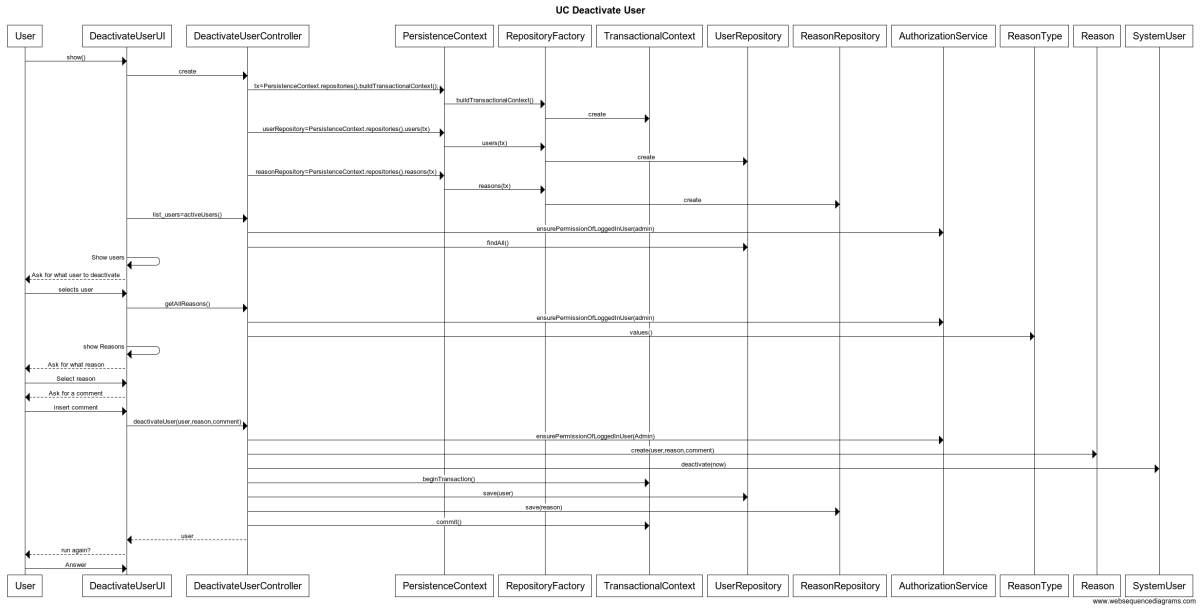 UC Deactivate User
User DeactivateUserUI DeactivateUserController PersistenceContext RepositoryFactory TransactionalContext UserRepository ReasonRepository AuthorizationService ReasonType Reason SystemUser
show()
create
tx=PersistenceContext.repositories().buildTransactionalContext()
buildTransactionalContext()
create
userRepository=PersistenceContext.repositories().users(tx)
users(tx)
create
reasonRepository=PersistenceContext.repositories().reasons(tx)
reasons(tx)
create
list_users=activeUsers()
ensurePermissionOfLoggedInUser(admin)
findAll()
Show users
Ask for what user to deactivate
selects user
getAllReasons()
ensurePermissionOfLoggedInUser(admin)
values()
show Reasons
Ask for what reason
Select reason
Ask for a comment
insert comment
deactivateUser(user,reason,comment)
ensurePermissionOfLoggedInUser(Admin)
create(user,reason,comment)
deactivate(now)
beginTransaction()
save(user)
save(reason)
commit()
user
run again?
Answer
User DeactivateUserUI DeactivateUserController PersistenceContext RepositoryFactory TransactionalContext UserRepository ReasonRepository AuthorizationService ReasonType Reason SystemUser
www.websequencediagrams.com